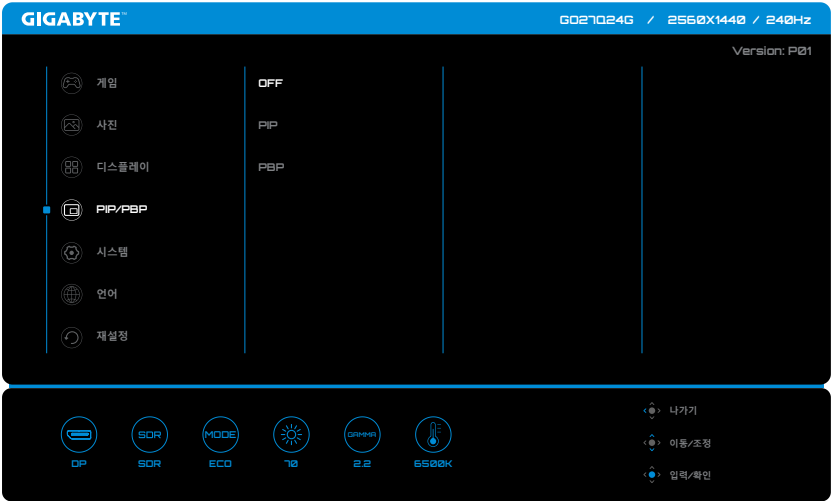 GIGABYTE™ GO27Q24G / 2560X1440 / 240Hz
Version: P01
게임 OFF
사진 PIP
디스플레이 PBP
PIP/PBP
시스템
언어
재설정
나가기
이동/조정
입력/확인
SDR MODE GAMMA
DP SDR ECO 70 2.2 6500K